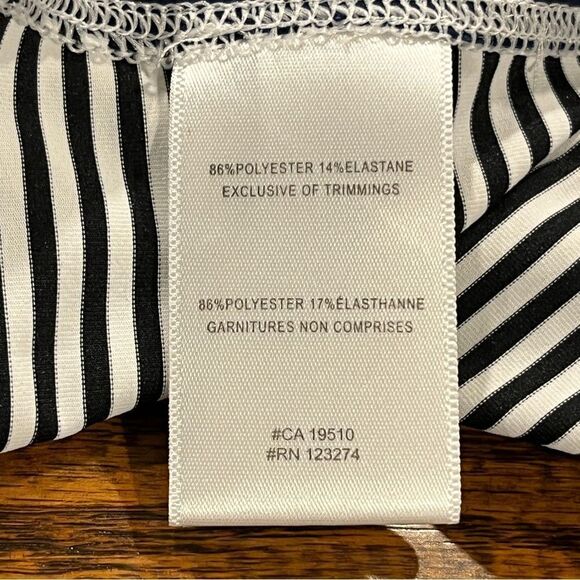 86%POLYESTER 14%ELASTANE
EXCLUSIVE OF TRIMMINGS
86%POLYESTER 17%ÉLASTHANNE
GARNITURES NON COMPRISES
#CA 19510
#RN 123274